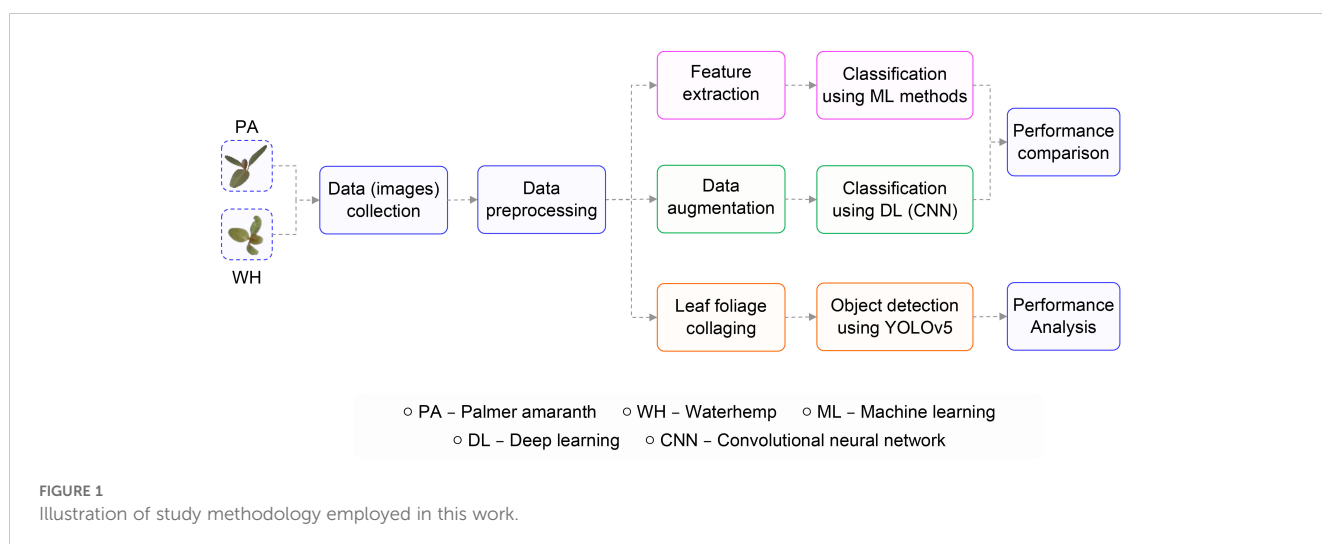 PA
WH
Data (images)
collection
Data
preprocessing
Feature
extraction
Classification
using ML methods
Data
augmentation
Classification
using DL (CNN)
Performance
comparison
Leaf foliage
collaging
Object detection
using YOLOv5
Performance
Analysis
○ PA – Palmer amaranth ○ WH – Waterhemp ○ ML – Machine learning
○ DL – Deep learning ○ CNN – Convolutional neural network
FIGURE 1
Illustration of study methodology employed in this work.